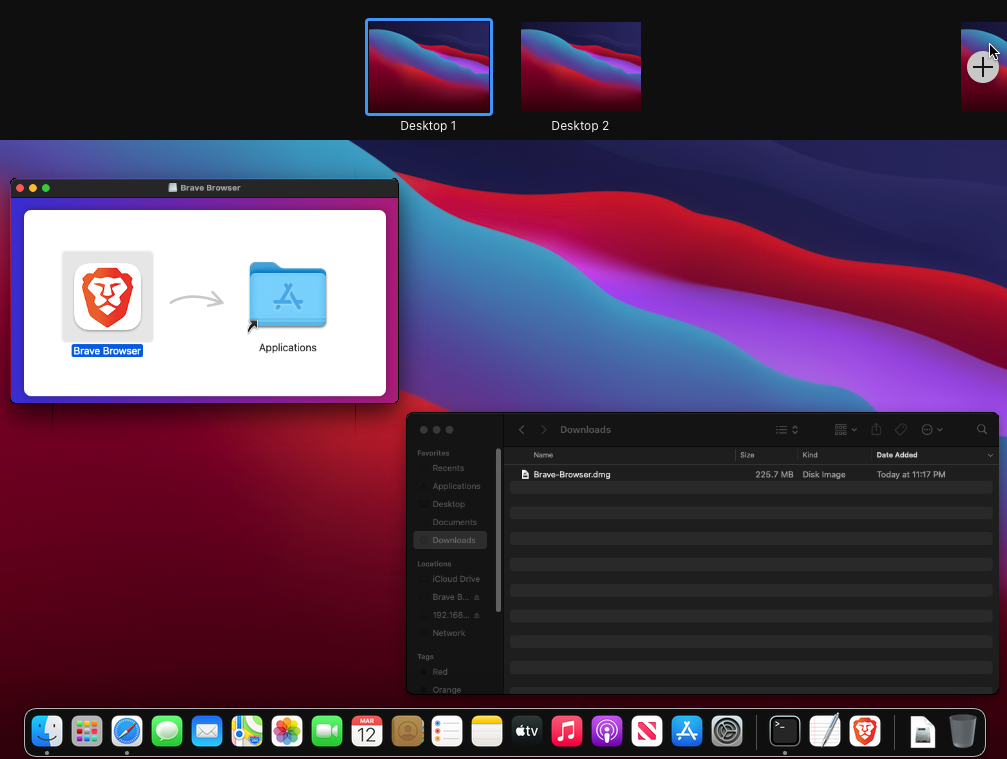 Desktop 1
Desktop 2
Brave Browser
Brave Browser
Applications
Downloads
Favorites
Recents
Applications
Desktop
Documents
Downloads
Locations
iCloud Drive
Brave B...
192.168...
Network
Tags
Red
Orange
Name
Size
Kind
Date Added
Brave-Browser.dmg
225.7 MB
Disk Image
Today at 11:17 PM
MAR
12
tv
>_